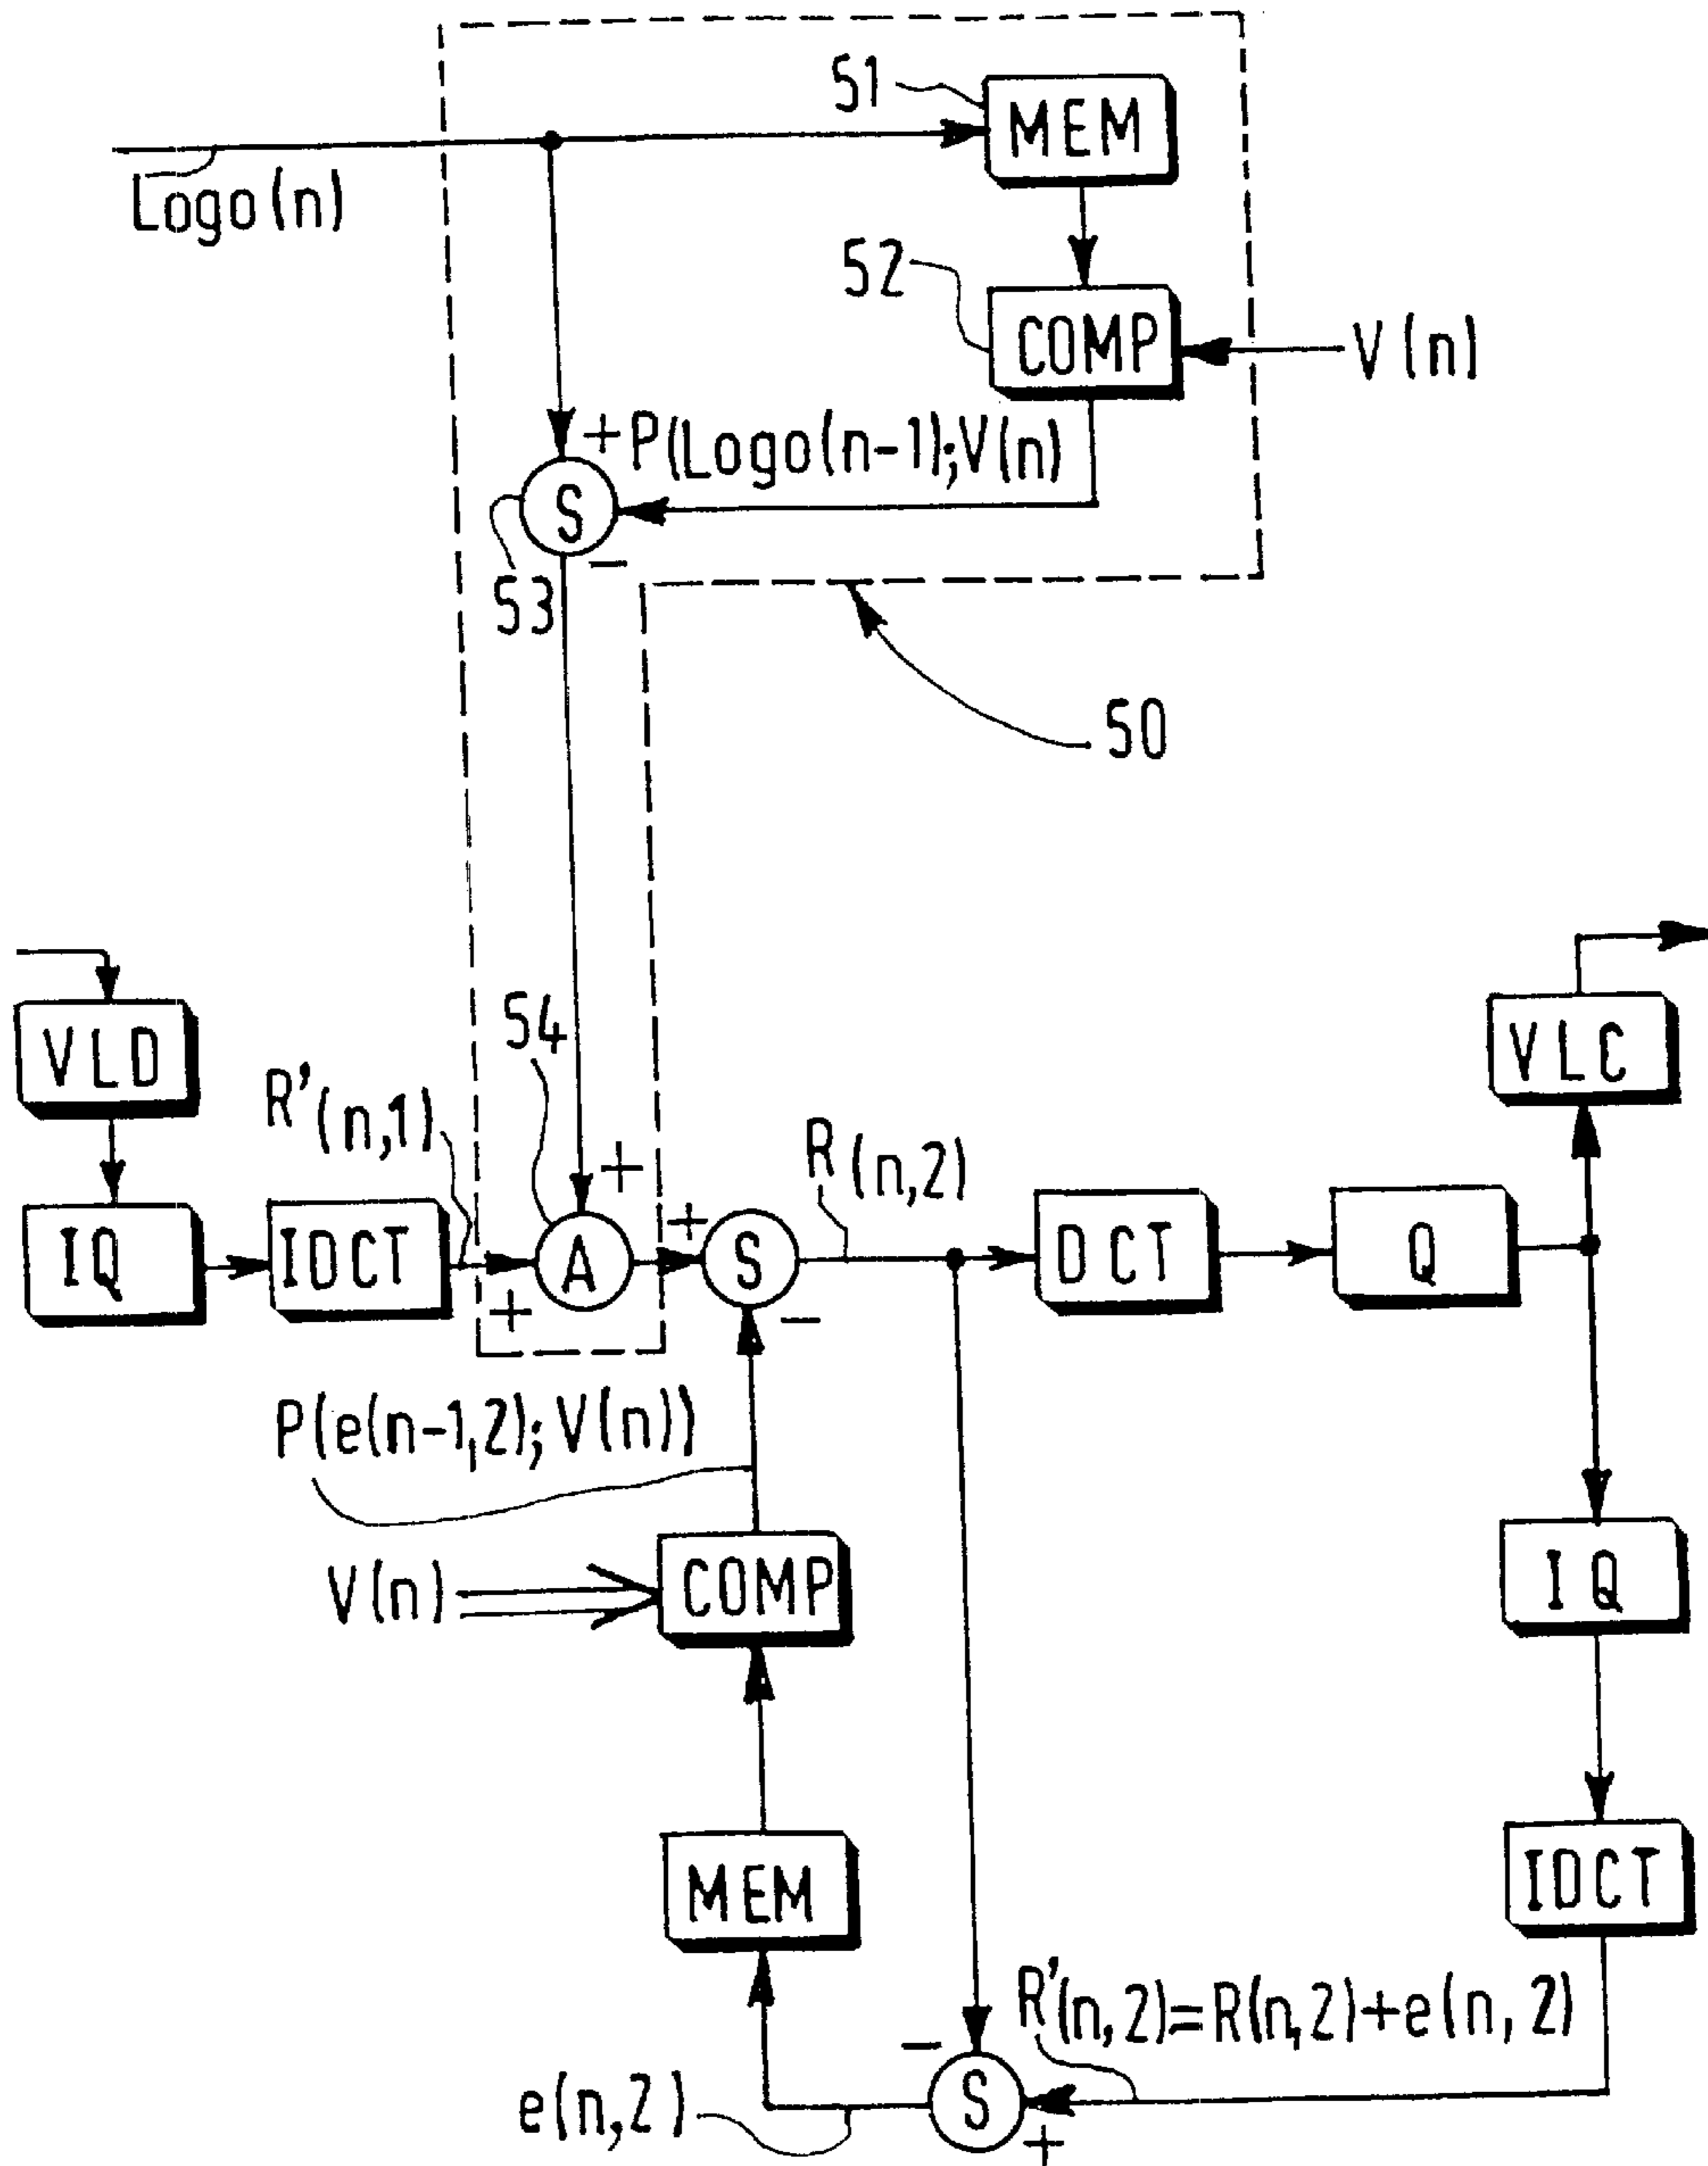 51
MEM
Logo(n)
52
COMP
V(n)
+P(Logo(n-1);V(n)
S
-
53
50
VLD
54
VLC
R'(n,1)
+
R(n,2)
IQ
IDCT
+
A
+
S
-
DCT
Q
P(e(n-1,2);V(n))
V(n)
COMP
IQ
MEM
IDCT
R'(n,2)=R(n,2)+e(n,2)
-
S
+
e(n,2)